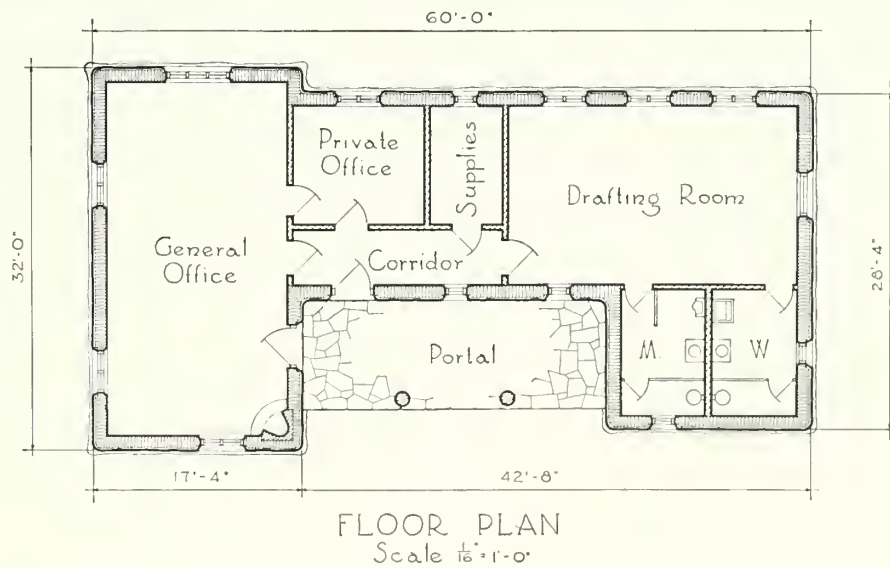 60'-0"
32'-0"
28'-4"
Private
Office
Supplies
Drafting Room
General
Office
Corridor
Portal
M.
W
17'-4"
42'-8"
FLOOR PLAN
Scale 1/16" = 1'-0"